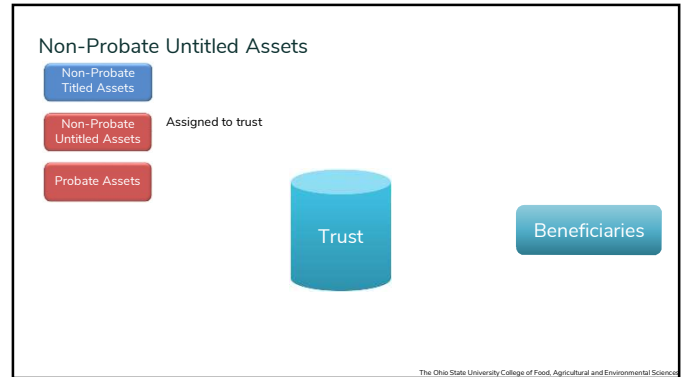 Non-Probate Untitled Assets
Non-Probate
Titled Assets
Non-Probate
Untitled Assets
Assigned to trust
Probate Assets
Trust
Beneficiaries
The Ohio State University College of Food, Agricultural and Environmental Sciences